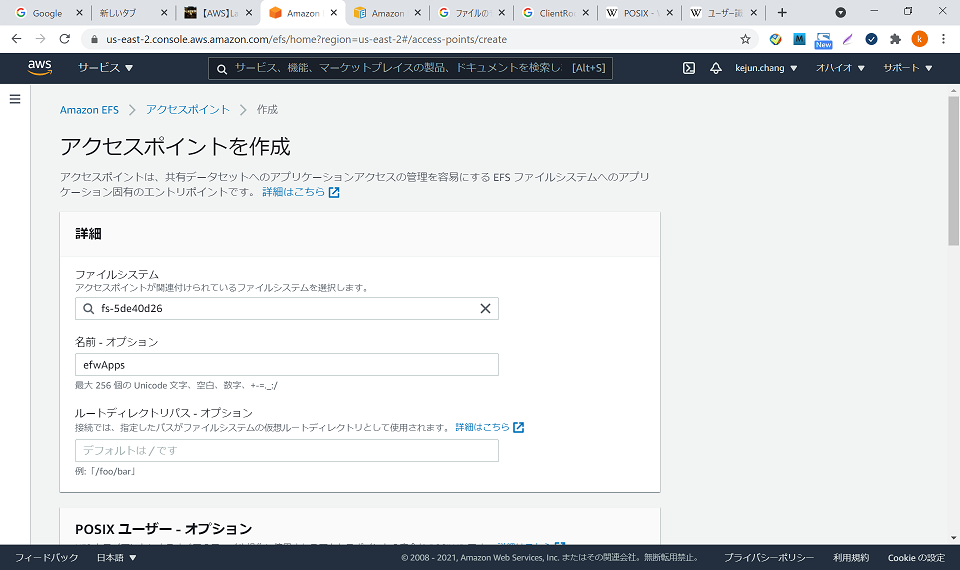 Google
新しいタブ
【AWS】La
Amazon
Amazon
ファイルの
ClientRo
POSIX -
ユーザー
us-east-2.console.aws.amazon.com/efs/home?region=us-east-2#/access-points/create
New
k
aws
サービス
サービス、機能、マーケットプレイスの製品、ドキュメントを検索し
[Alt+S]
kejun.chang
オハイオ
サポート
Amazon EFS
アクセスポイント
作成
アクセスポイントを作成
アクセスポイントは、共有データセットへのアプリケーションアクセスの管理を容易にする EFS ファイルシステムへのアプリ
ケーション固有のエントリポイントです。 詳細はこちら
詳細
ファイルシステム
アクセスポイントが関連付けられているファイルシステムを選択します。
fs-5de40d26
名前 - オプション
efwApps
最大 256 個の Unicode 文字、空白、数字、+-=._:/
ルートディレクトリパス - オプション
接続では、指定したパスがファイルシステムの仮想ルートディレクトリとして使用されます。 詳細はこちら
デフォルトは / です
例:「/foo/bar」
POSIX ユーザー - オプション
フィードバック
日本語
© 2008 - 2021, Amazon Web Services, Inc. またはその関連会社。無断転用禁止。
プライバシーポリシー
利用規約
Cookie の設定